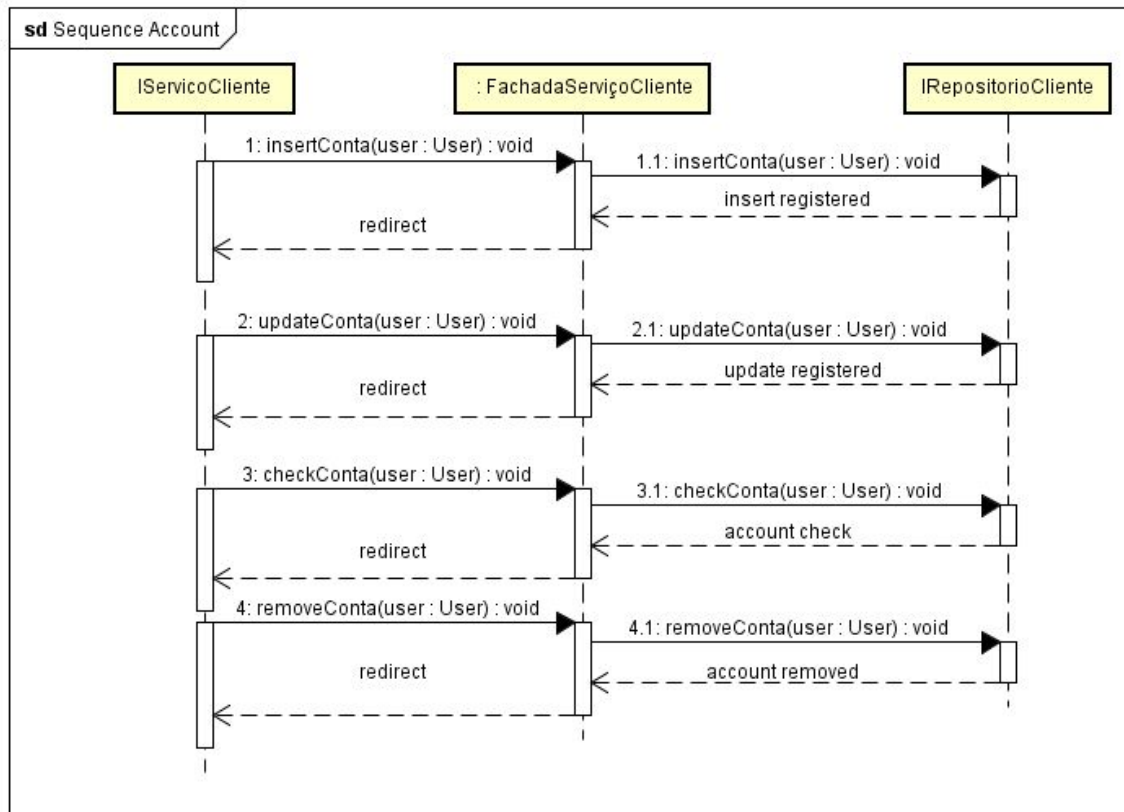 sd Sequence Account
IServicoCliente
: FachadaServiçoCliente
IRepositorioCliente
1: insertConta(user : User) : void
1.1: insertConta(user : User) : void
insert registered
redirect
2: updateConta(user : User) : void
2.1: updateConta(user : User) : void
update registered
redirect
3: checkConta(user : User) : void
3.1: checkConta(user : User) : void
account check
redirect
4: removeConta(user : User) : void
4.1: removeConta(user : User) : void
account removed
redirect